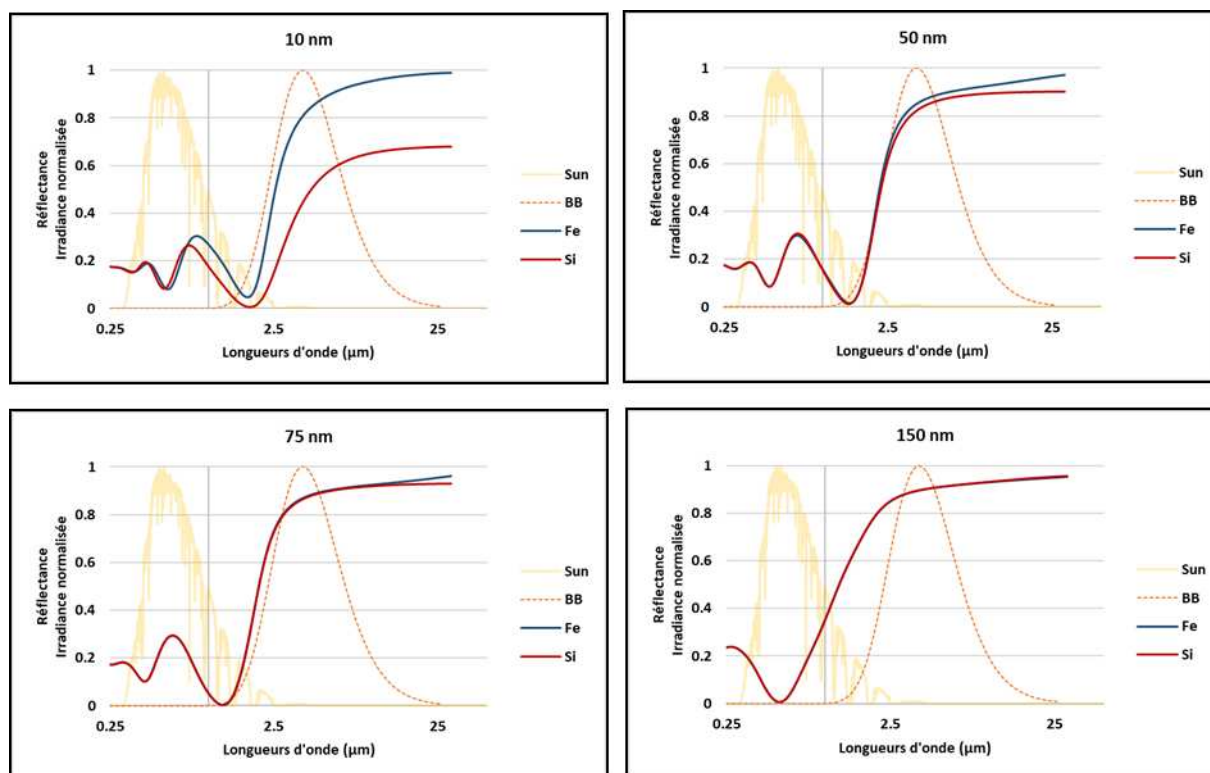 10 nm
Réflectance
Irradiance normalisée
1
0.8
0.6
0.4
0.2
0
0.25
2.5
25
Longueurs d'onde (µm)
Sun
BB
Fe
Si
50 nm
Réflectance
Irradiance normalisée
1
0.8
0.6
0.4
0.2
0
0.25
2.5
25
Longueurs d'onde (µm)
Sun
BB
Fe
Si
75 nm
Réflectance
Irradiance normalisée
1
0.8
0.6
0.4
0.2
0
0.25
2.5
25
Longueurs d'onde (µm)
Sun
BB
Fe
Si
150 nm
Réflectance
Irradiance normalisée
1
0.8
0.6
0.4
0.2
0
0.25
2.5
25
Longueurs d'onde (µm)
Sun
BB
Fe
Si